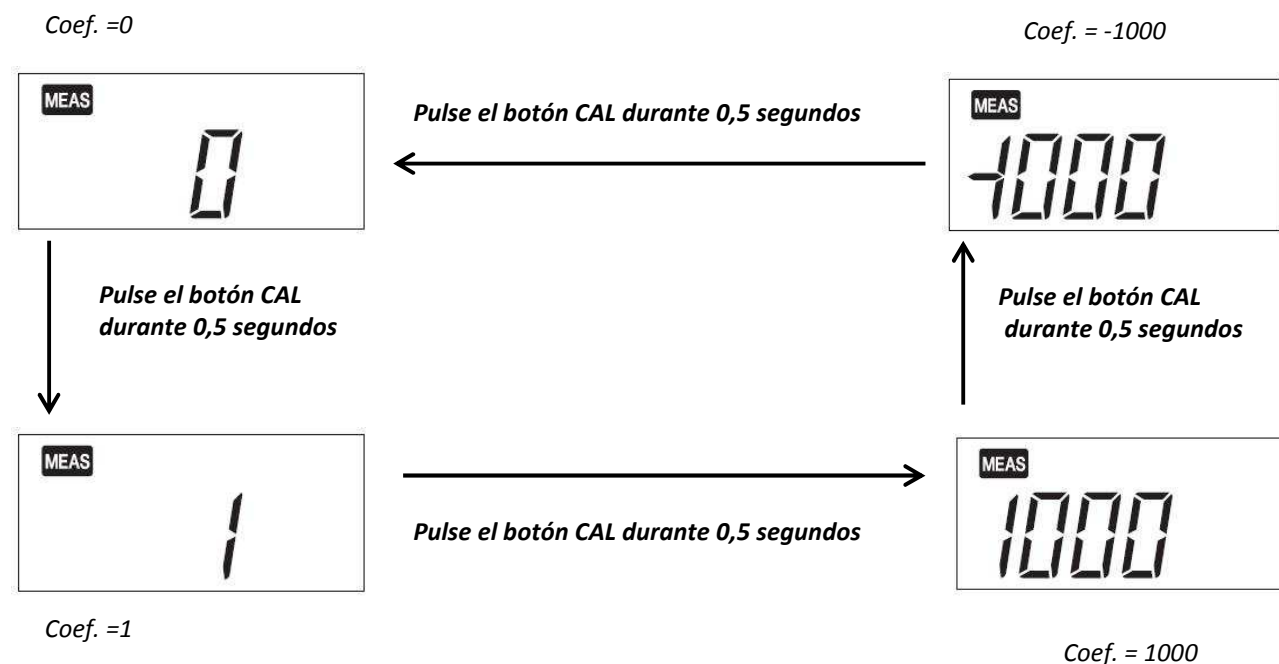 Coef. =0
Coef. = -1000
MEAS
0
Pulse el botón CAL durante 0,5 segundos
MEAS
-1000
Pulse el botón CAL
durante 0,5 segundos
Pulse el botón CAL
durante 0,5 segundos
MEAS
1
Pulse el botón CAL durante 0,5 segundos
MEAS
1000
Coef. =1
Coef. = 1000